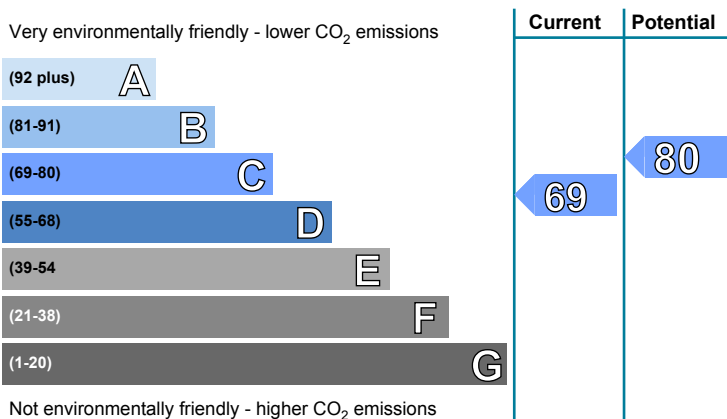 Very environmentally friendly - lower CO2 emissions
Current
Potential
(92 plus) A
(81-91) B
(69-80) C
(55-68) D
(39-54 E
(21-38) F
(1-20) G
80
69
Not environmentally friendly - higher CO2 emissions